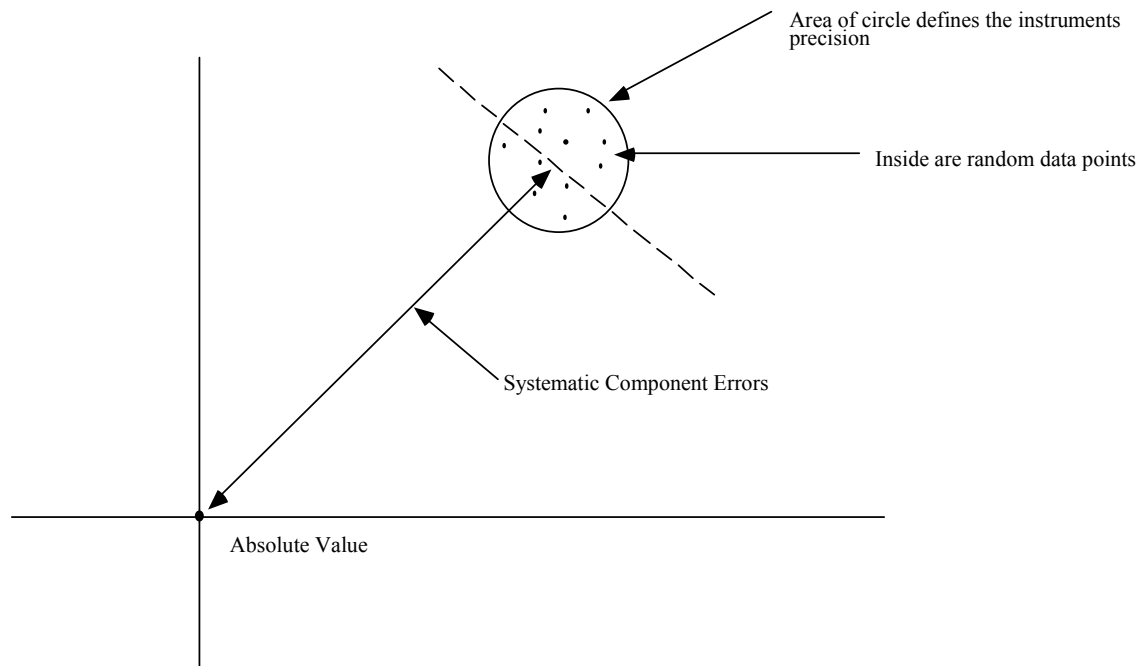 Area of circle defines the instruments
precision
Inside are random data points
Systematic Component Errors
Absolute Value